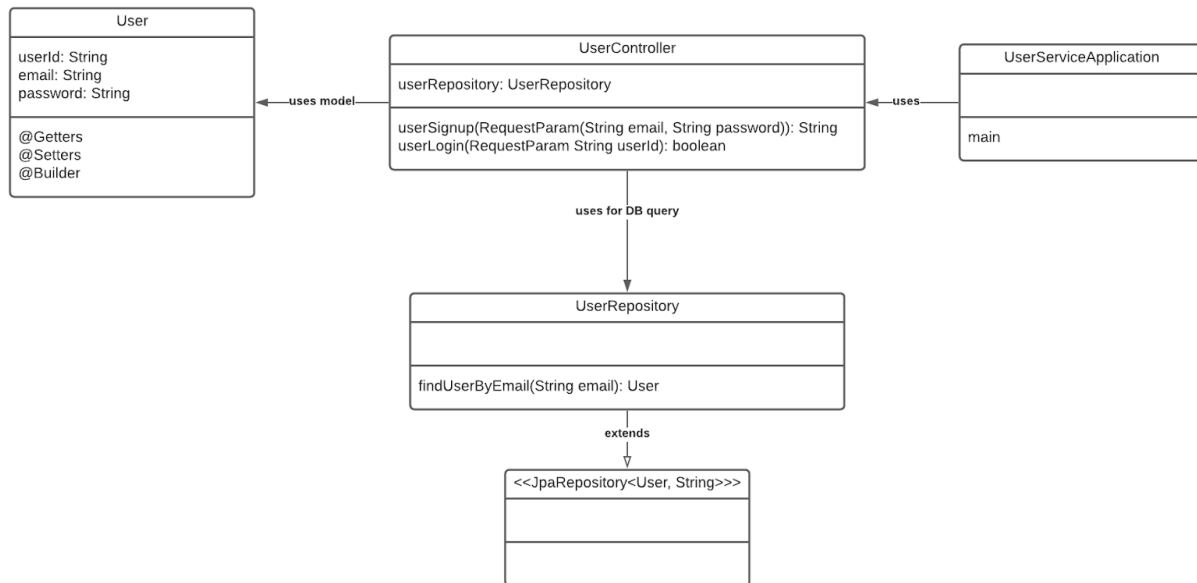 User
userId: String
email: String
password: String
@Getters
@Setters
@Builder
uses model
UserController
userRepository: UserRepository
userSignup(RequestParam(String email, String password)): String
userLogin(RequestParam String userId): boolean
uses
UserServiceApplication
main
uses for DB query
UserRepository
findUserByEmail(String email): User
extends
<<JpaRepository<User, String>>>